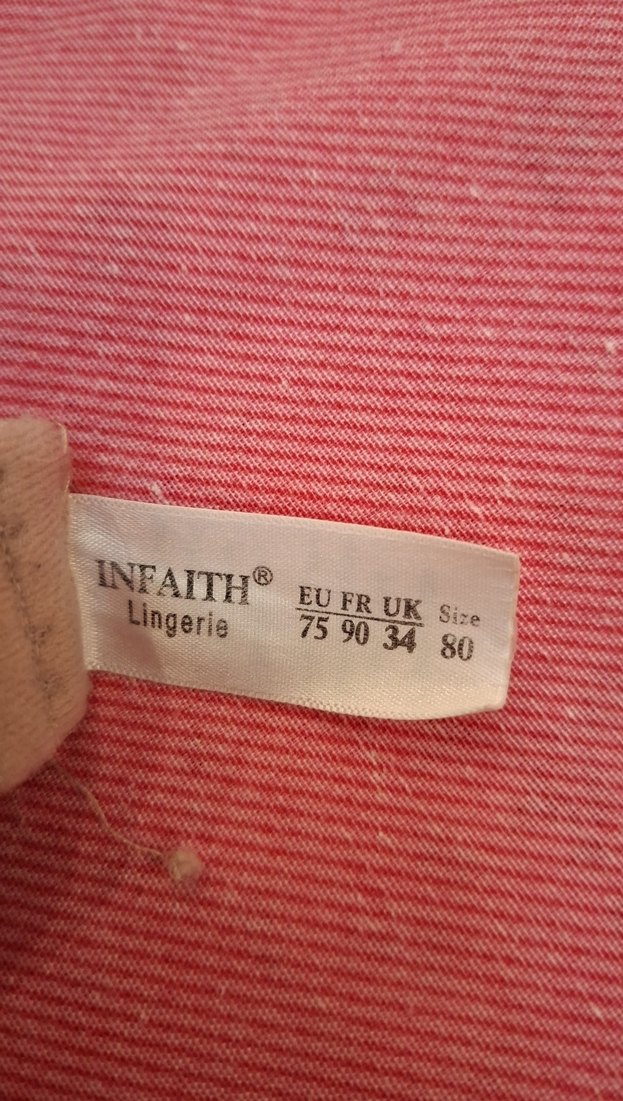 INFAITH®
Lingerie
EU FR UK Size
75 90 34 80